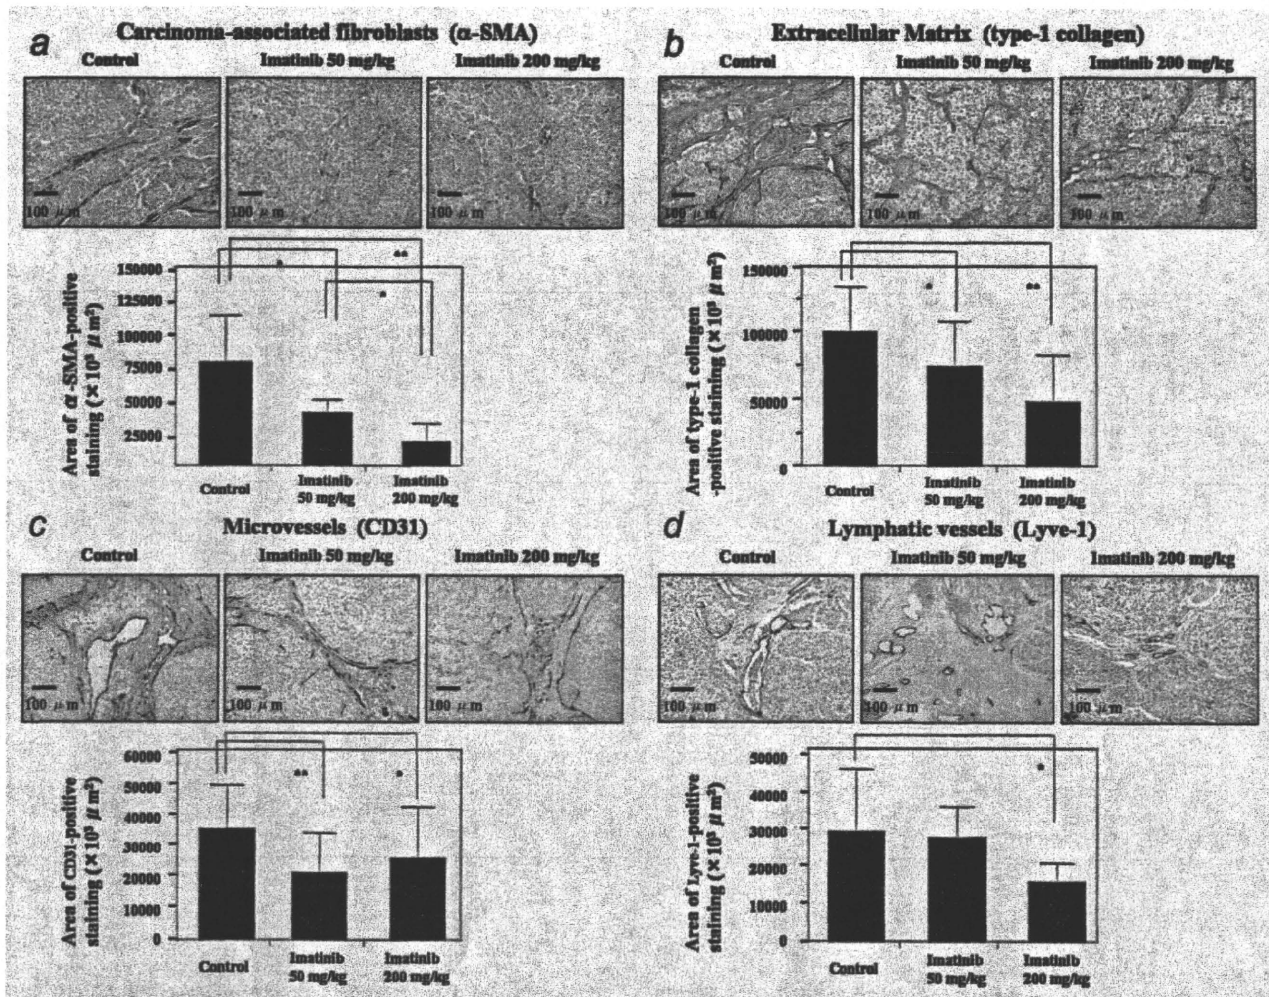 a Carcinoma-associated fibroblasts (α-SMA)
Control Imatinib 50 mg/kg Imatinib 200 mg/kg
100 μm 100 μm 100 μm
Area of α-SMA-positive
staining (×10³ μm²)
150000
125000
100000
75000
50000
25000
* ** *
Control Imatinib
50 mg/kg Imatinib
200 mg/kg
b Extracellular Matrix (type-1 collagen)
Control Imatinib 50 mg/kg Imatinib 200 mg/kg
100 μm 100 μm 100 μm
Area of type-1 collagen
-positive staining (×10³ μm²)
150000
100000
50000
0
* **
Control Imatinib
50 mg/kg Imatinib
200 mg/kg
c Microvessels (CD31)
Control Imatinib 50 mg/kg Imatinib 200 mg/kg
100 μm 100 μm 100 μm
Area of CD31-positive
staining (×10³ μm²)
60000
50000
40000
30000
20000
10000
0
** *
Control Imatinib
50 mg/kg Imatinib
200 mg/kg
d Lymphatic vessels (Lyve-1)
Control Imatinib 50 mg/kg Imatinib 200 mg/kg
100 μm 100 μm 100 μm
Area of Lyve-1-positive
staining (×10³ μm²)
50000
40000
30000
20000
10000
0
*
Control Imatinib
50 mg/kg Imatinib
200 mg/kg